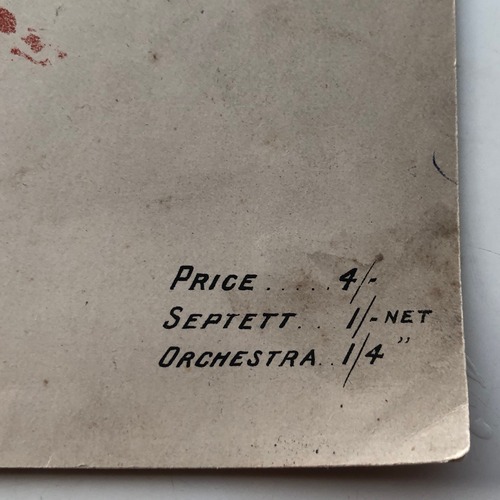 PRICE ...... 4/-
SEPTETT.. 1/- NET
ORCHESTRA.. 1/4 "